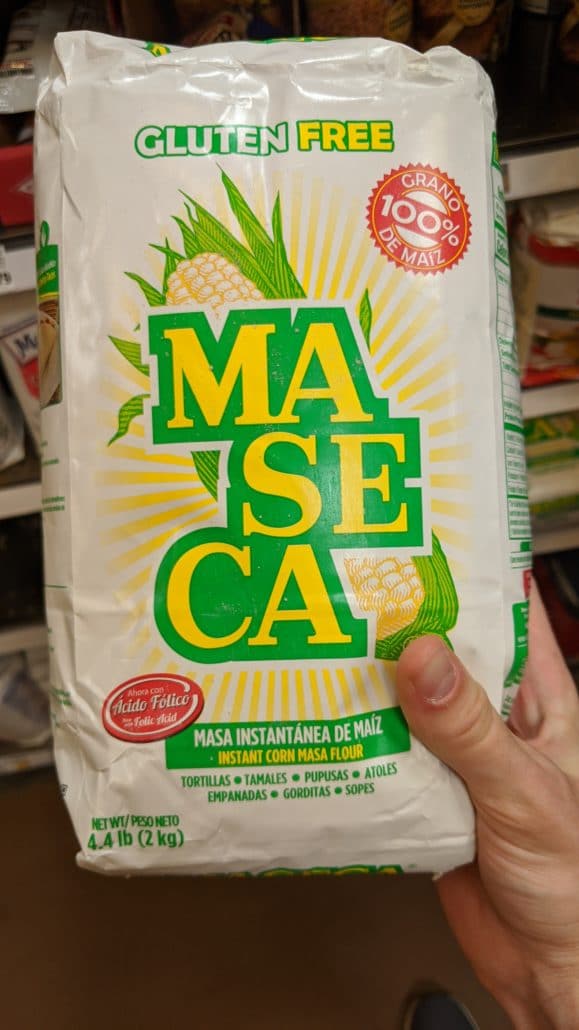 GLUTEN FREE
GRANO
100%
DE MAÍZ
MA
SE
CA
Ahora con
Ácido Fólico
Now with
Folic Acid
MASA INSTANTÁNEA DE MAÍZ
INSTANT CORN MASA FLOUR
TORTILLAS • TAMALES • PUPUSAS • ATOLES
EMPANADAS • GORDITAS • SOPES
NET WT/PESO NETO
4.4 lb (2 kg)